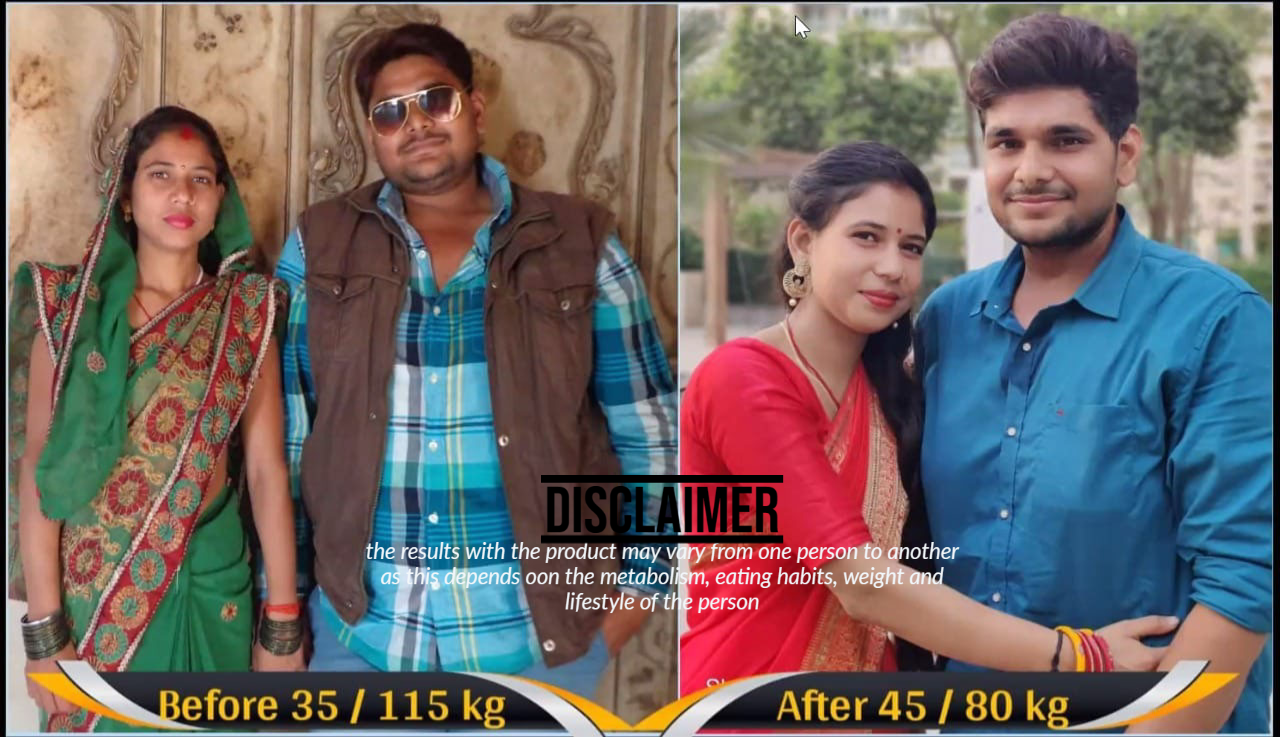 DISCLAIMER
the results with the product may vary from one person to another
as this depends oon the metabolism, eating habits, weight and
lifestyle of the person
Before 35 / 115 kg
After 45 / 80 kg